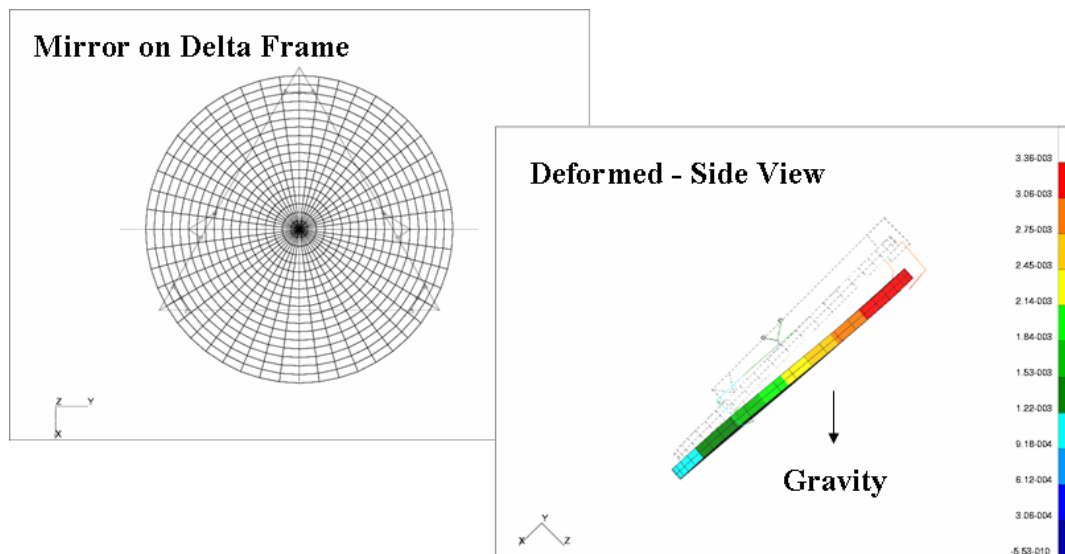 Mirror on Delta Frame
Z Y
X
Deformed - Side View
3.36-003
3.06-003
2.75-003
2.45-003
2.14-003
1.84-003
1.53-003
1.22-003
9.18-004
6.12-004
3.06-004
-5.53-010
Gravity
Y
X Z